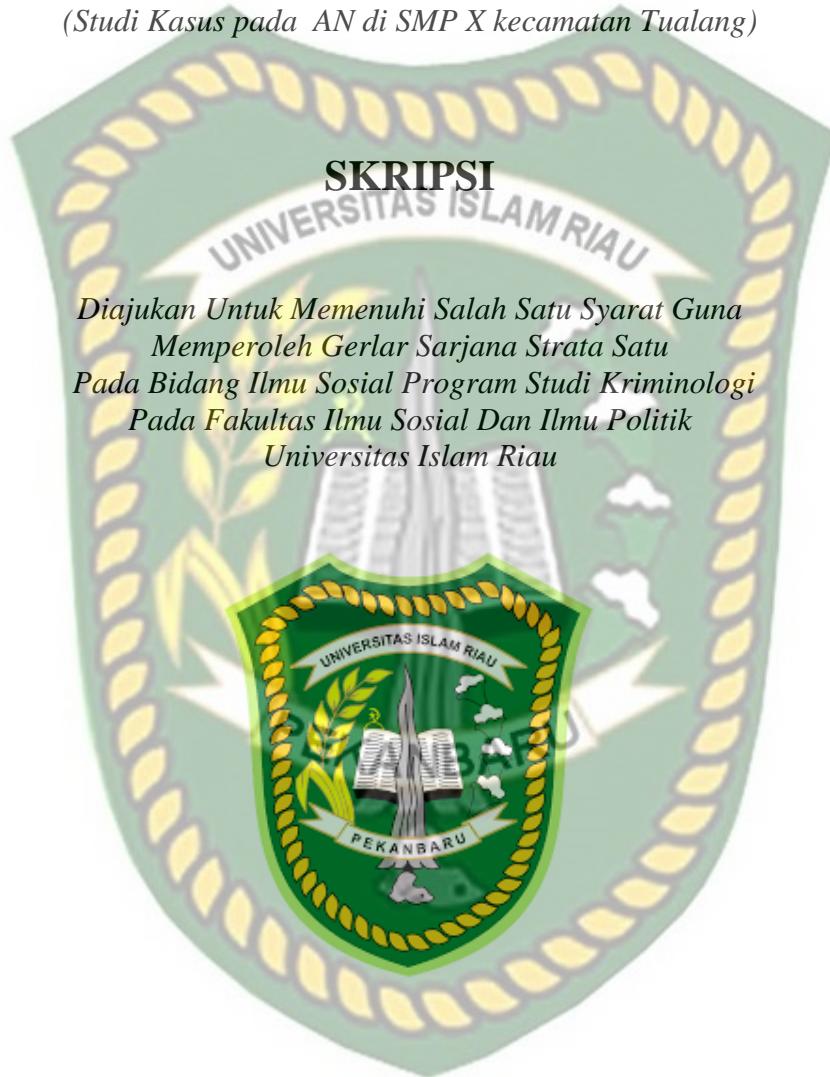 (Studi Kasus pada AN di SMP X kecamatan Tualang)
SKRIPSI
UNIVERSITAS ISLAM RIAU
Diajukan Untuk Memenuhi Salah Satu Syarat Guna
Memperoleh Gerlar Sarjana Strata Satu
Pada Bidang Ilmu Sosial Program Studi Kriminologi
Pada Fakultas Ilmu Sosial Dan Ilmu Politik
Universitas Islam Riau
UNIVERSITAS ISLAM RIAU
PEKANBARU
PEKANBARU